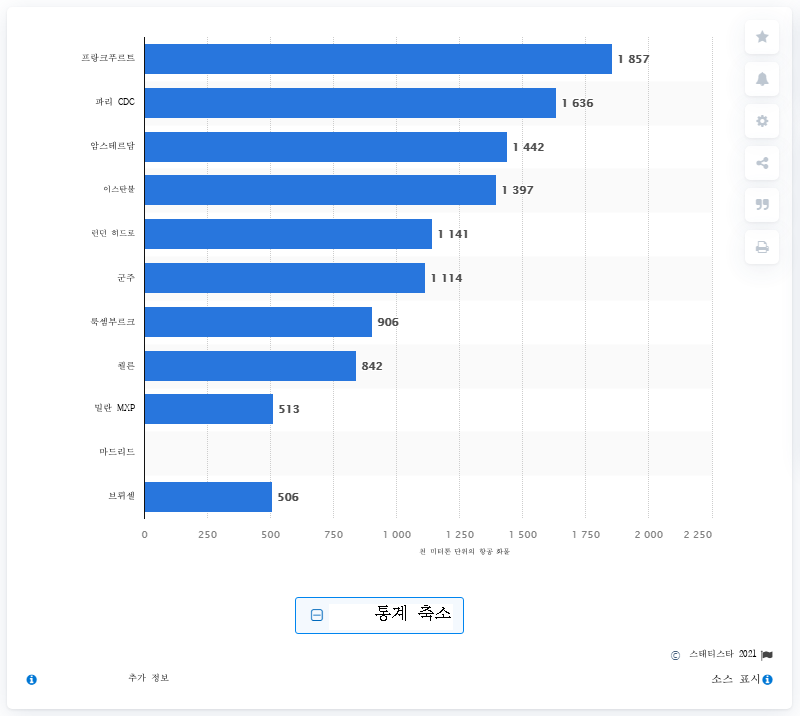 프랑크푸르트 1 857
파리 CDC 1 636
암스테르담 1 442
이스탄불 1 397
런던 히드로 1 141
군주 1 114
룩셈부르크 906
쾰른 842
밀란 MXP 513
마드리드
브뤼셀 506
0 250 500 750 1 000 1 250 1 500 1 750 2 000 2 250
천 미터톤 단위의 항공 화물
통계 축소
© 스태티스타 2021
추가 정보 소스 표시